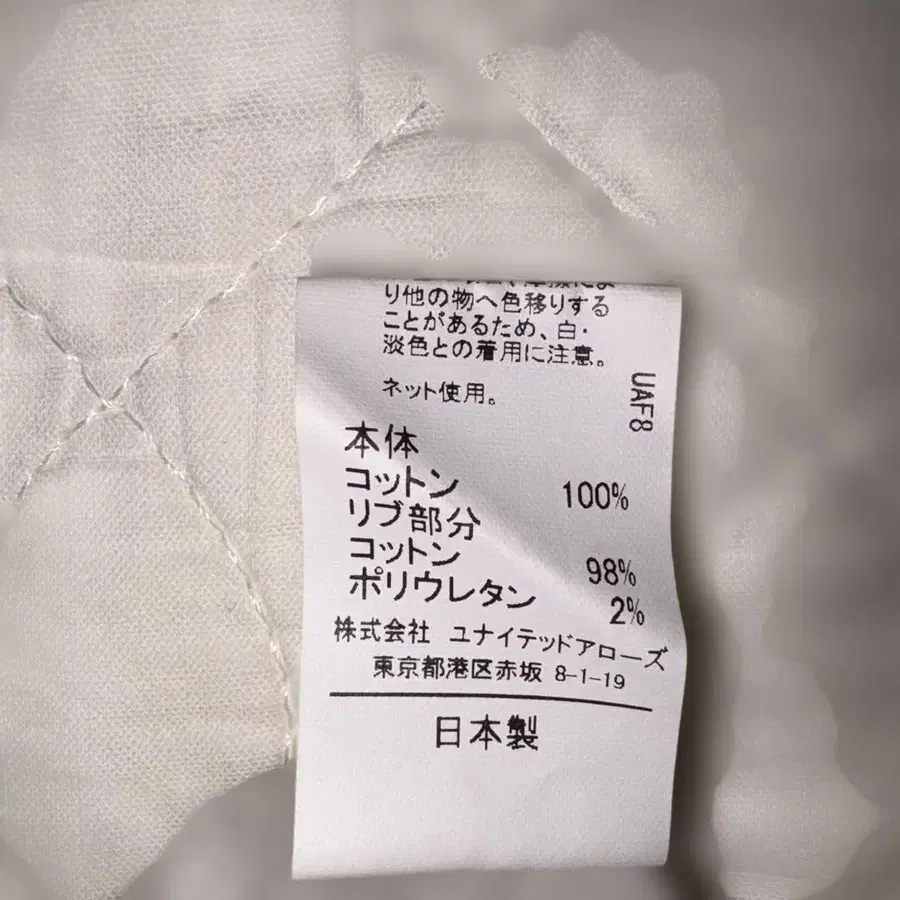 り他の物へ色移りする
ことがあるため、白・
淡色との着用に注意。
ネット使用。
UAF8
本体
コットン 100%
リブ部分
コットン 98%
ポリウレタン 2%
株式会社 ユナイテッドアローズ
東京都港区赤坂 8-1-19
日本製